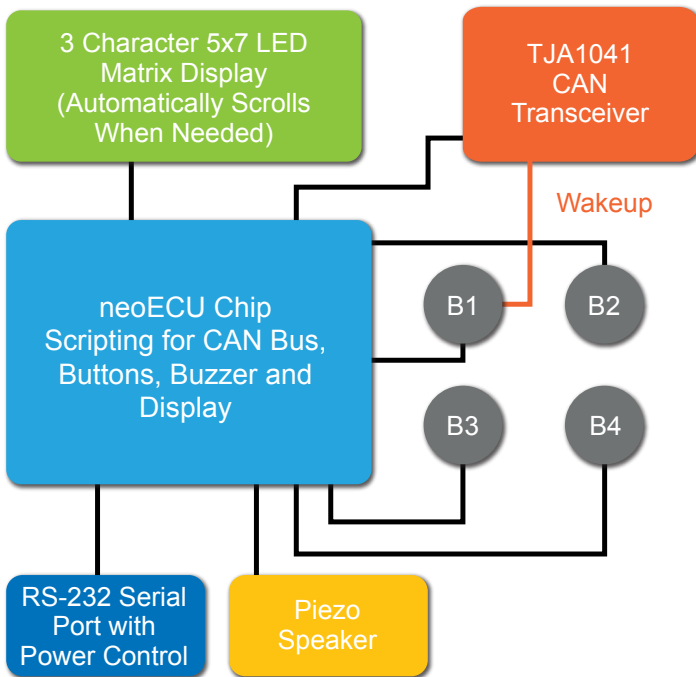 3 Character 5x7 LED
Matrix Display
(Automatically Scrolls
When Needed)
TJA1041
CAN
Transceiver
Wakeup
neoECU Chip
Scripting for CAN Bus,
Buttons, Buzzer and
Display
B1
B2
B3
B4
RS-232 Serial
Port with
Power Control
Piezo
Speaker